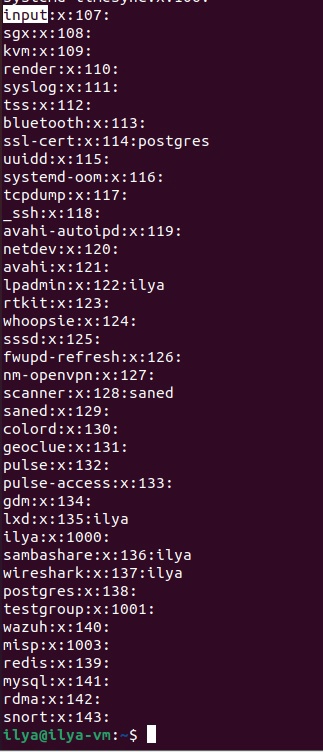 input:x:107:
sgx:x:108:
kvm:x:109:
render:x:110:
syslog:x:111:
tss:x:112:
bluetooth:x:113:
ssl-cert:x:114:postgres
uuidd:x:115:
systemd-oom:x:116:
tcpdump:x:117:
_ssh:x:118:
avahi-autoipd:x:119:
netdev:x:120:
avahi:x:121:
lpadmin:x:122:ilya
rtkit:x:123:
whoopsie:x:124:
sssd:x:125:
fwupd-refresh:x:126:
nm-openvpn:x:127:
scanner:x:128:saned
saned:x:129:
colord:x:130:
geoclue:x:131:
pulse:x:132:
pulse-access:x:133:
gdm:x:134:
lxd:x:135:ilya
ilya:x:1000:
sambashare:x:136:ilya
wireshark:x:137:ilya
postgres:x:138:
testgroup:x:1001:
wazuh:x:140:
misp:x:1003:
redis:x:139:
mysql:x:141:
rdma:x:142:
snort:x:143:
ilya@ilya-vm:~$